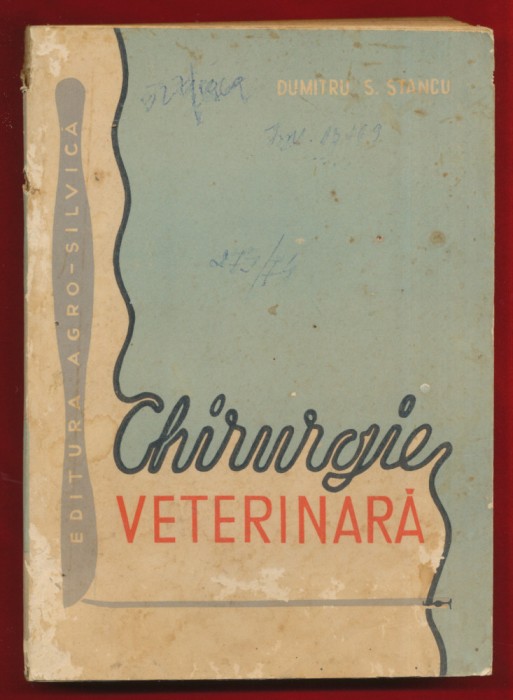 DUMITRU S. STANCU
EDITURA AGRO-SILVICA
Chirurgie
VETERINARĂ